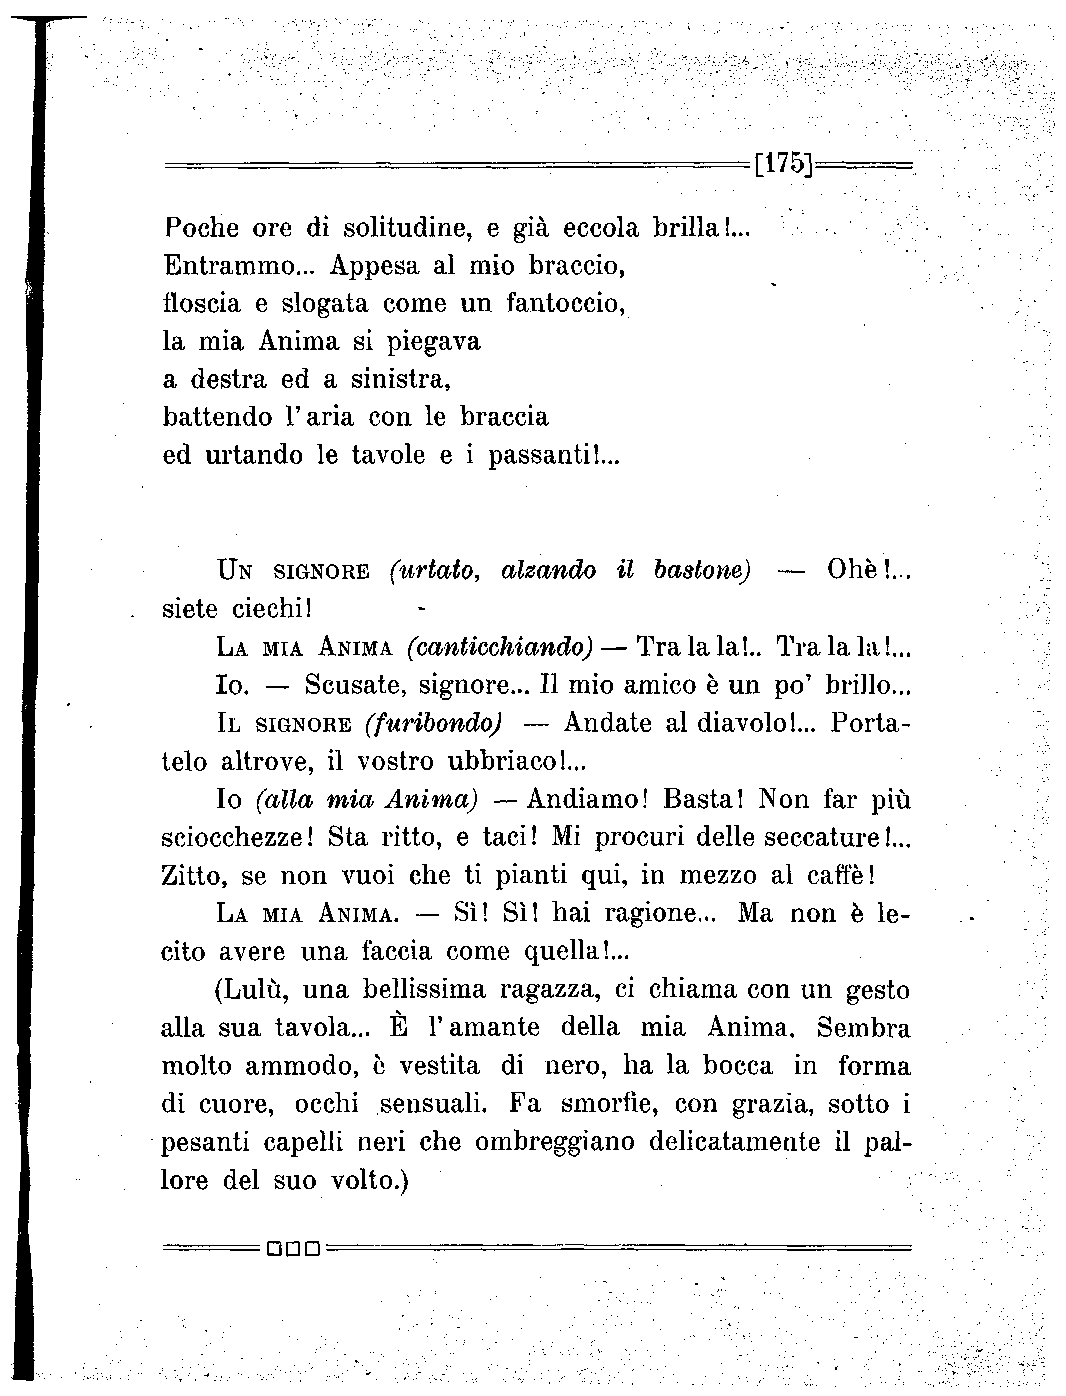 [175]
Poche ore di solitudine, e già eccola brilla!...
Entrammo... Appesa al mio braccio,
floscia e slogata come un fantoccio,
la mia Anima si piegava
a destra ed a sinistra,
battendo l'aria con le braccia
ed urtando le tavole e i passanti!...
UN SIGNORE (urtato, alzando il bastone) — Ohè!...
siete ciechi!
LA MIA ANIMA (canticchiando) — Tra la la!.. Tra la la!...
Io. — Scusate, signore... Il mio amico è un po' brillo...
IL SIGNORE (furibondo) — Andate al diavolo!... Porta-
telo altrove, il vostro ubbriaco!...
Io (alla mia Anima) — Andiamo! Basta! Non far più
sciocchezze! Sta ritto, e taci! Mi procuri delle seccature!...
Zitto, se non vuoi che ti pianti qui, in mezzo al caffè!
LA MIA ANIMA. — Sì! Sì! hai ragione... Ma non è le-
cito avere una faccia come quella!...
(Lulù, una bellissima ragazza, ci chiama con un gesto
alla sua tavola... È l'amante della mia Anima. Sembra
molto ammodo, è vestita di nero, ha la bocca in forma
di cuore, occhi sensuali. Fa smorfie, con grazia, sotto i
pesanti capelli neri che ombreggiano delicatamente il pal-
lore del suo volto.)